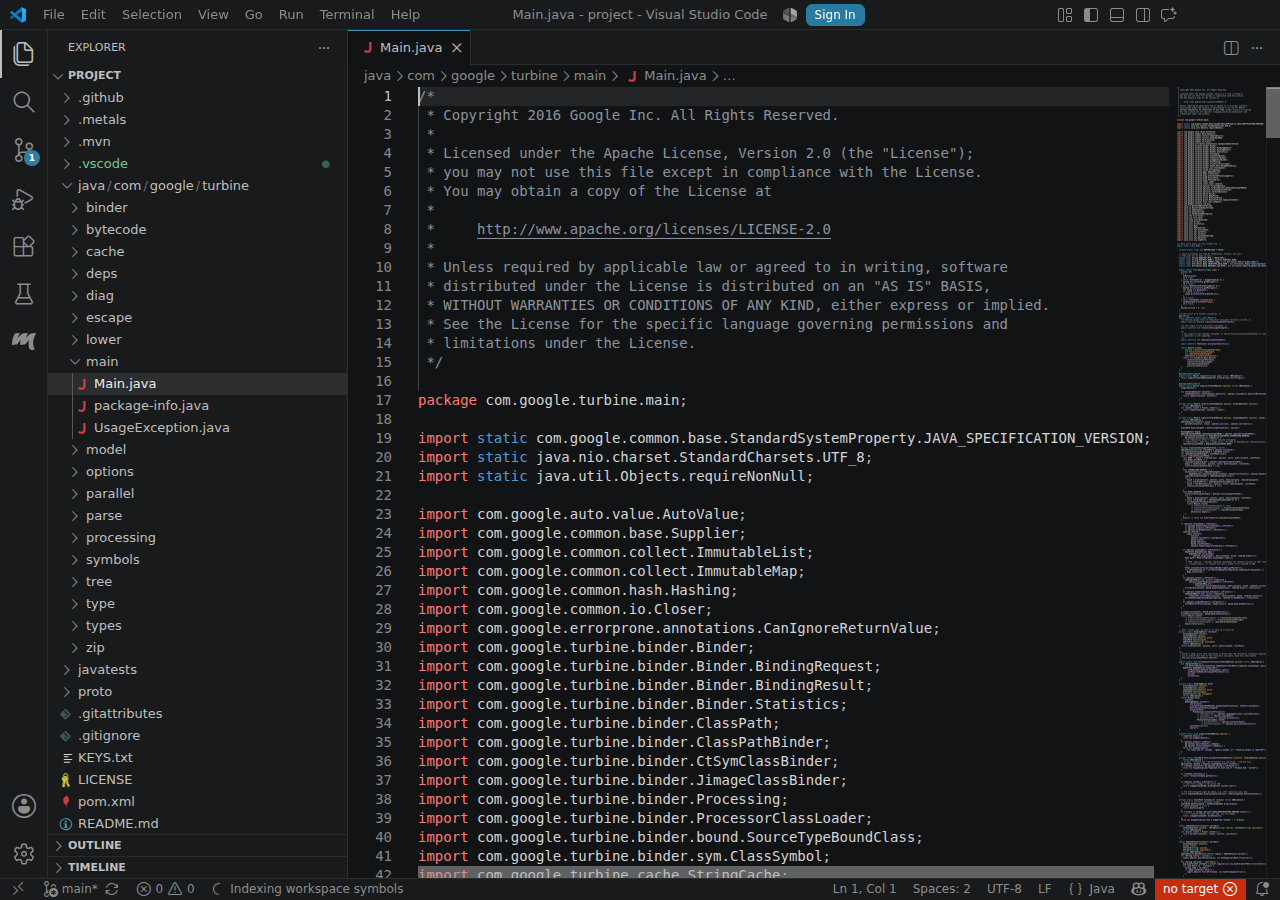 File Edit Selection View Go Run Terminal Help Main.java - project - Visual Studio Code Sign In
EXPLORER
PROJECT
.github
.metals
.mvn
.vscode
java/com/google/turbine
binder
bytecode
cache
deps
diag
escape
lower
main
Main.java
package-info.java
UsageException.java
model
options
parallel
parse
processing
symbols
tree
type
types
zip
javatests
proto
.gitattributes
.gitignore
KEYS.txt
LICENSE
pom.xml
README.md
OUTLINE
TIMELINE
1
Main.java
java > com > google > turbine > main > Main.java > ...
1 /*
2 * Copyright 2016 Google Inc. All Rights Reserved.
3 *
4 * Licensed under the Apache License, Version 2.0 (the "License");
5 * you may not use this file except in compliance with the License.
6 * You may obtain a copy of the License at
7 *
8 * http://www.apache.org/licenses/LICENSE-2.0
9 *
10 * Unless required by applicable law or agreed to in writing, software
11 * distributed under the License is distributed on an "AS IS" BASIS,
12 * WITHOUT WARRANTIES OR CONDITIONS OF ANY KIND, either express or implied.
13 * See the License for the specific language governing permissions and
14 * limitations under the License.
15 */
16
17 package com.google.turbine.main;
18
19 import static com.google.common.base.StandardSystemProperty.JAVA_SPECIFICATION_VERSION;
20 import static java.nio.charset.StandardCharsets.UTF_8;
21 import static java.util.Objects.requireNonNull;
22
23 import com.google.auto.value.AutoValue;
24 import com.google.common.base.Supplier;
25 import com.google.common.collect.ImmutableList;
26 import com.google.common.collect.ImmutableMap;
27 import com.google.common.hash.Hashing;
28 import com.google.common.io.Closer;
29 import com.google.errorprone.annotations.CanIgnoreReturnValue;
30 import com.google.turbine.binder.Binder;
31 import com.google.turbine.binder.Binder.BindingRequest;
32 import com.google.turbine.binder.Binder.BindingResult;
33 import com.google.turbine.binder.Binder.Statistics;
34 import com.google.turbine.binder.ClassPath;
35 import com.google.turbine.binder.ClassPathBinder;
36 import com.google.turbine.binder.CtSymClassBinder;
37 import com.google.turbine.binder.JimageClassBinder;
38 import com.google.turbine.binder.Processing;
39 import com.google.turbine.binder.ProcessorClassLoader;
40 import com.google.turbine.binder.bound.SourceTypeBoundClass;
41 import com.google.turbine.binder.sym.ClassSymbol;
42 import com.google.turbine.cache.StringCache;
main* 0 0 Indexing workspace symbols Ln 1, Col 1 Spaces: 2 UTF-8 LF { } Java no target